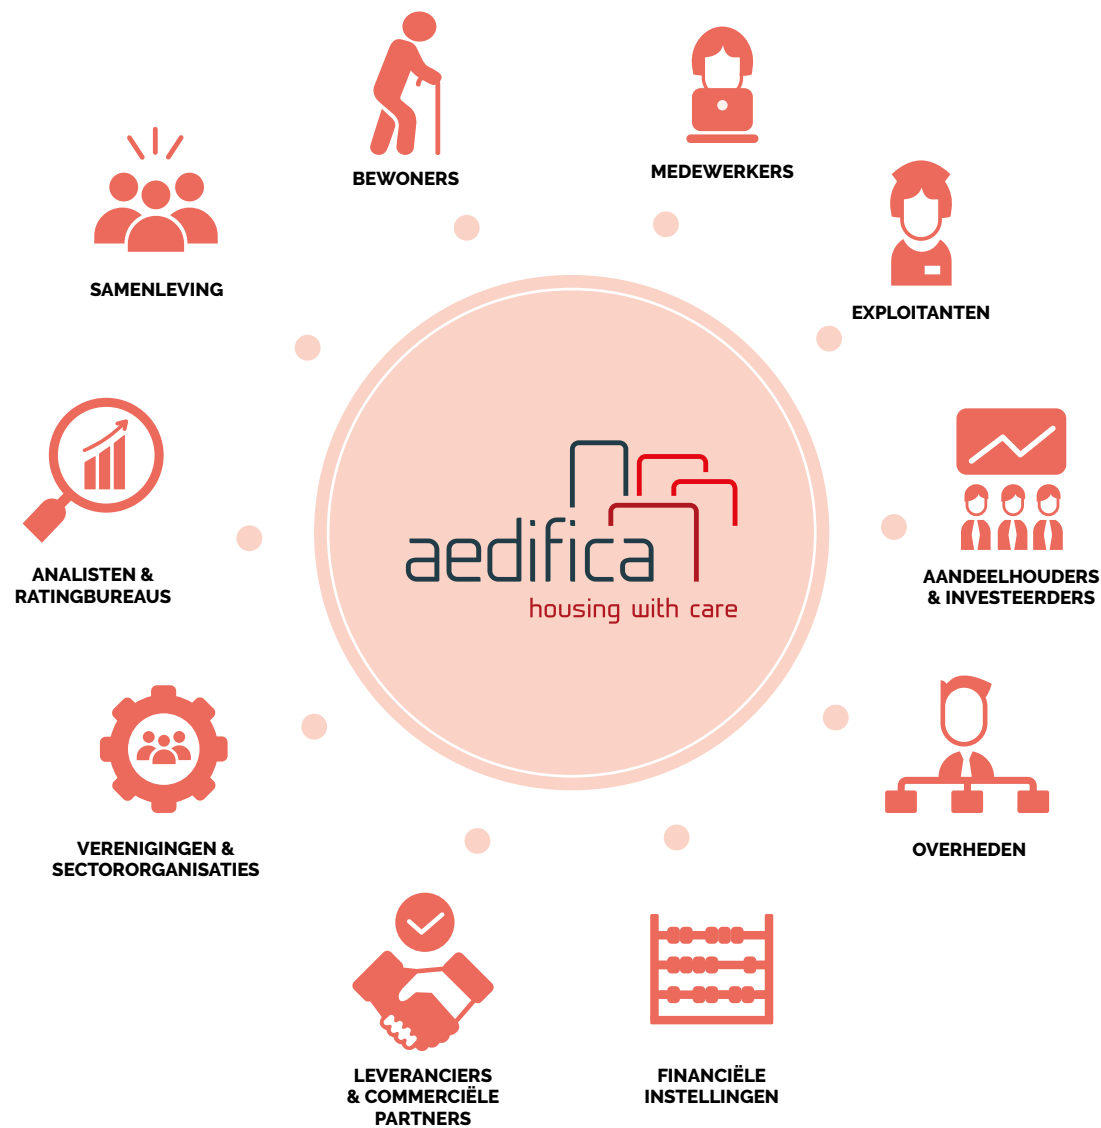 BEWONERS
MEDEWERKERS
EXPLOITANTEN
AANDEELHOUDERS
& INVESTEERDERS
OVERHEDEN
FINANCIËLE
INSTELLINGEN
LEVERANCIERS
& COMMERCIËLE
PARTNERS
VERENIGINGEN &
SECTORORGANISATIES
ANALISTEN &
RATINGBUREAUS
SAMENLEVING
aedifica
housing with care